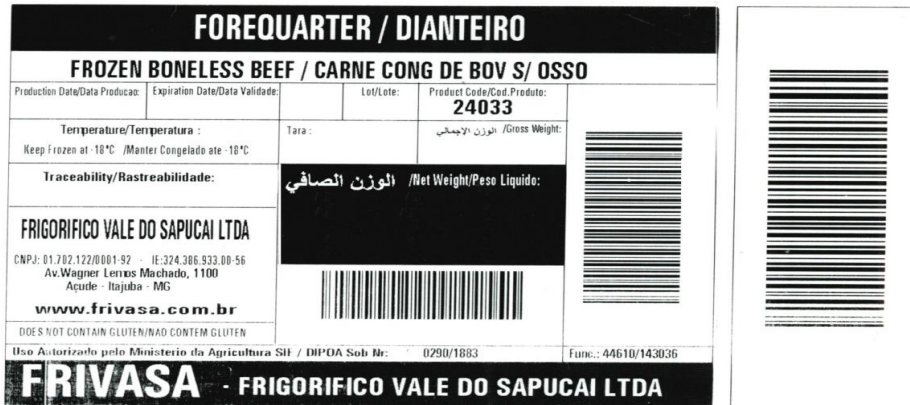 FOREQUARTER / DIANTEIRO
FROZEN BONELESS BEEF / CARNE CONG DE BOV S/ OSSO
Production Date/Data Producao: Expiration Date/Data Validade: Lot/Lote: Product Code/Cod.Produto:
24033
Temperature/Temperatura : Tara : الوزن الاجمالي /Gross Weight:
Keep Frozen at -18°C /Manter Congelado ate -18°C
Traceability/Rastreabilidade: الوزن الصافي /Net Weight/Peso Liquido:
FRIGORIFICO VALE DO SAPUCAI LTDA
CNPJ: 01.702.122/0001-92 - IE:324.386.933.00-56
Av.Wagner Lemos Machado, 1100
Açude - Itajuba - MG
www.frivasa.com.br
DOES NOT CONTAIN GLUTEN/NAO CONTEM GLUTEN
Uso Autorizado pelo Ministerio da Agricultura SIF / DIPOA Sob Nr: 0290/1883 Func.: 44610/143036
FRIVASA - FRIGORIFICO VALE DO SAPUCAI LTDA